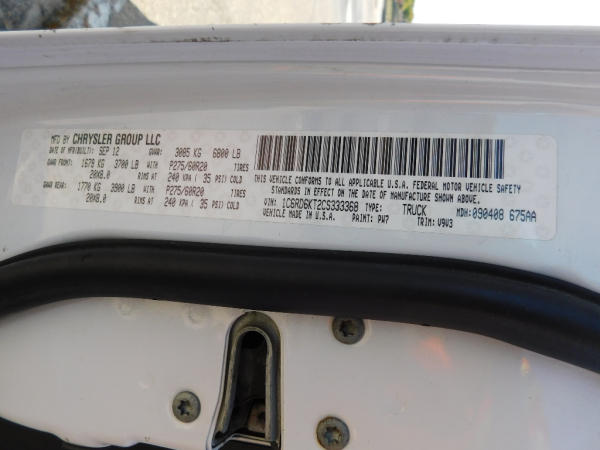 MFD BY CHRYSLER GROUP LLC
DATE OF MFD(BUILT): SEP 12 GVWR: 3085 KG 6800 LB
GAWR FRONT: 1678 KG 3700 LB WITH P275/60R20 TIRES
20X8.0 RIMS AT 240 KPA ( 35 PSI) COLD
GAWR REAR: 1770 KG 3900 LB WITH P275/60R20 TIRES
20X8.0 RIMS AT 240 KPA ( 35 PSI) COLD
THIS VEHICLE CONFORMS TO ALL APPLICABLE U.S.A. FEDERAL MOTOR VEHICLE SAFETY
STANDARDS IN EFFECT ON THE DATE OF MANUFACTURE SHOWN ABOVE.
VIN: 1C6RD6KT2CS333368 TYPE: TRUCK MDH: 090408 675AA
VEHICLE MADE IN U.S.A. PAINT: PW7 TRIM: V9V3